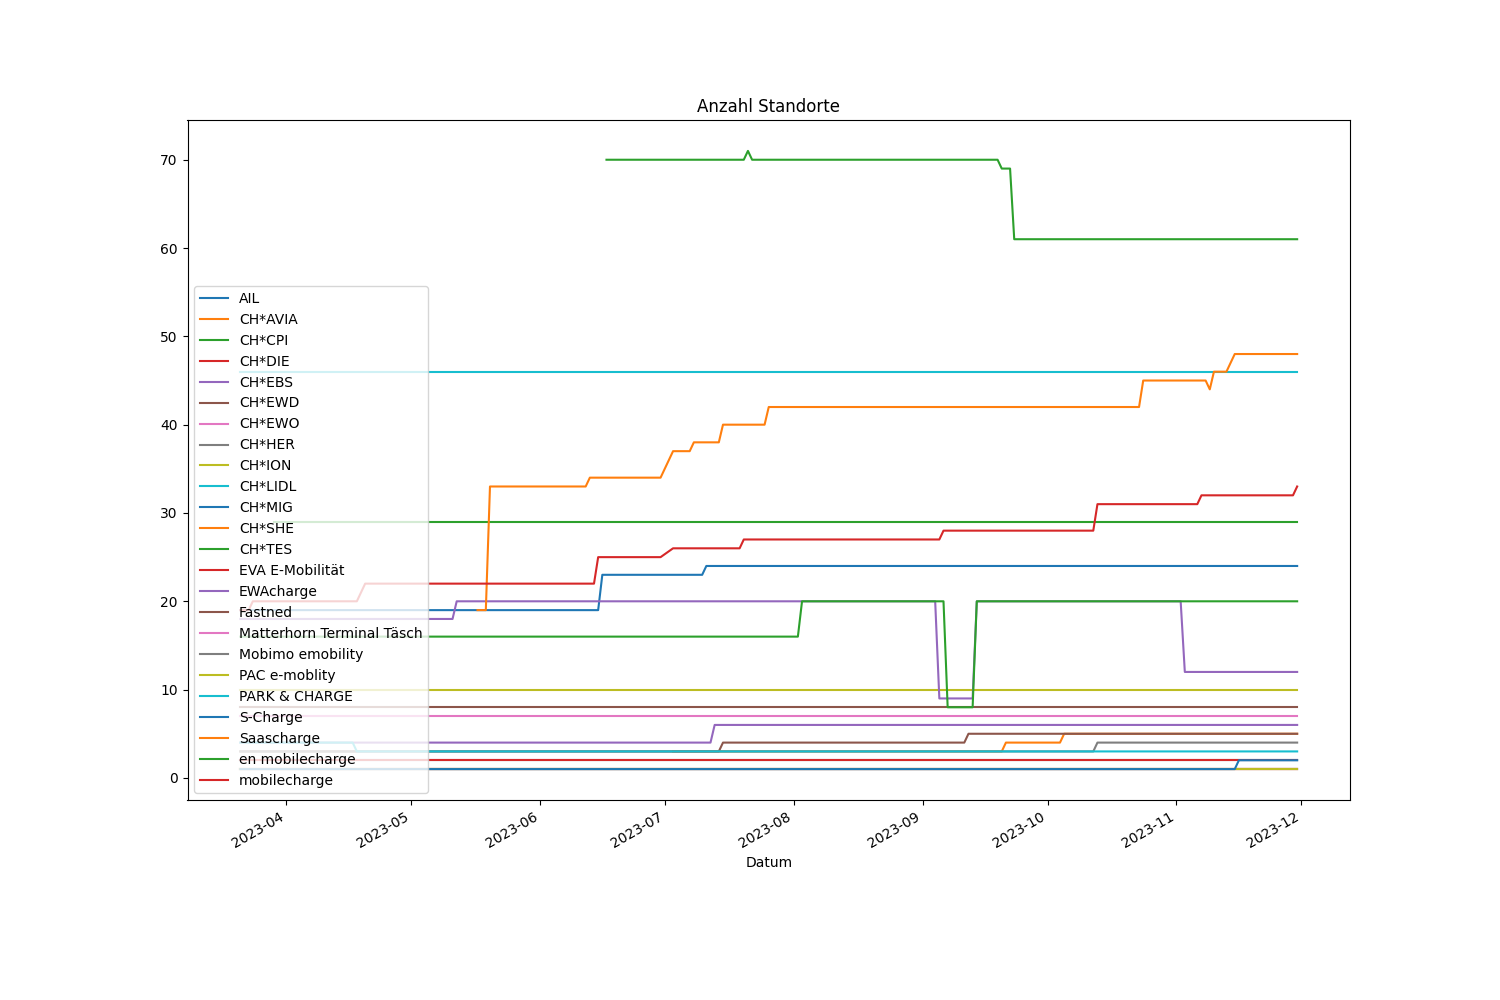 Anzahl Standorte
70
60
50
40
30
20
10
0
AIL
CH*AVIA
CH*CPI
CH*DIE
CH*EBS
CH*EWD
CH*EWO
CH*HER
CH*ION
CH*LIDL
CH*MIG
CH*SHE
CH*TES
EVA E-Mobilität
EWAcharge
Fastned
Matterhorn Terminal Täsch
Mobimo emobility
PAC e-moblity
PARK & CHARGE
S-Charge
Saascharge
en mobilecharge
mobilecharge
2023-04
2023-05
2023-06
2023-07
2023-08
2023-09
2023-10
2023-11
2023-12
Datum